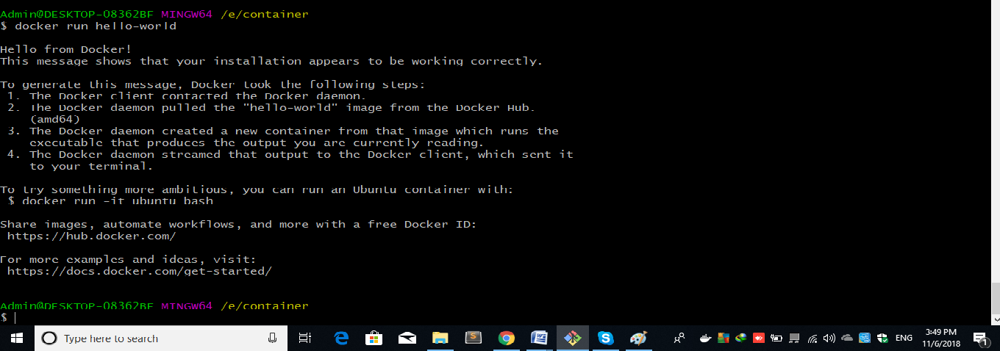 Admin@DESKTOP-08362BF MINGW64 /e/container
$ docker run hello-world
Hello from Docker!
This message shows that your installation appears to be working correctly.
To generate this message, Docker took the following steps:
1. The Docker client contacted the Docker daemon.
2. The Docker daemon pulled the "hello-world" image from the Docker Hub.
(amd64)
3. The Docker daemon created a new container from that image which runs the
executable that produces the output you are currently reading.
4. The Docker daemon streamed that output to the Docker client, which sent it
to your terminal.
To try something more ambitious, you can run an Ubuntu container with:
$ docker run -it ubuntu bash
Share images, automate workflows, and more with a free Docker ID:
https://hub.docker.com/
For more examples and ideas, visit:
https://docs.docker.com/get-started/
Admin@DESKTOP-08362BF MINGW64 /e/container
$
Type here to search
ENG
3:49 PM
11/6/2018
1